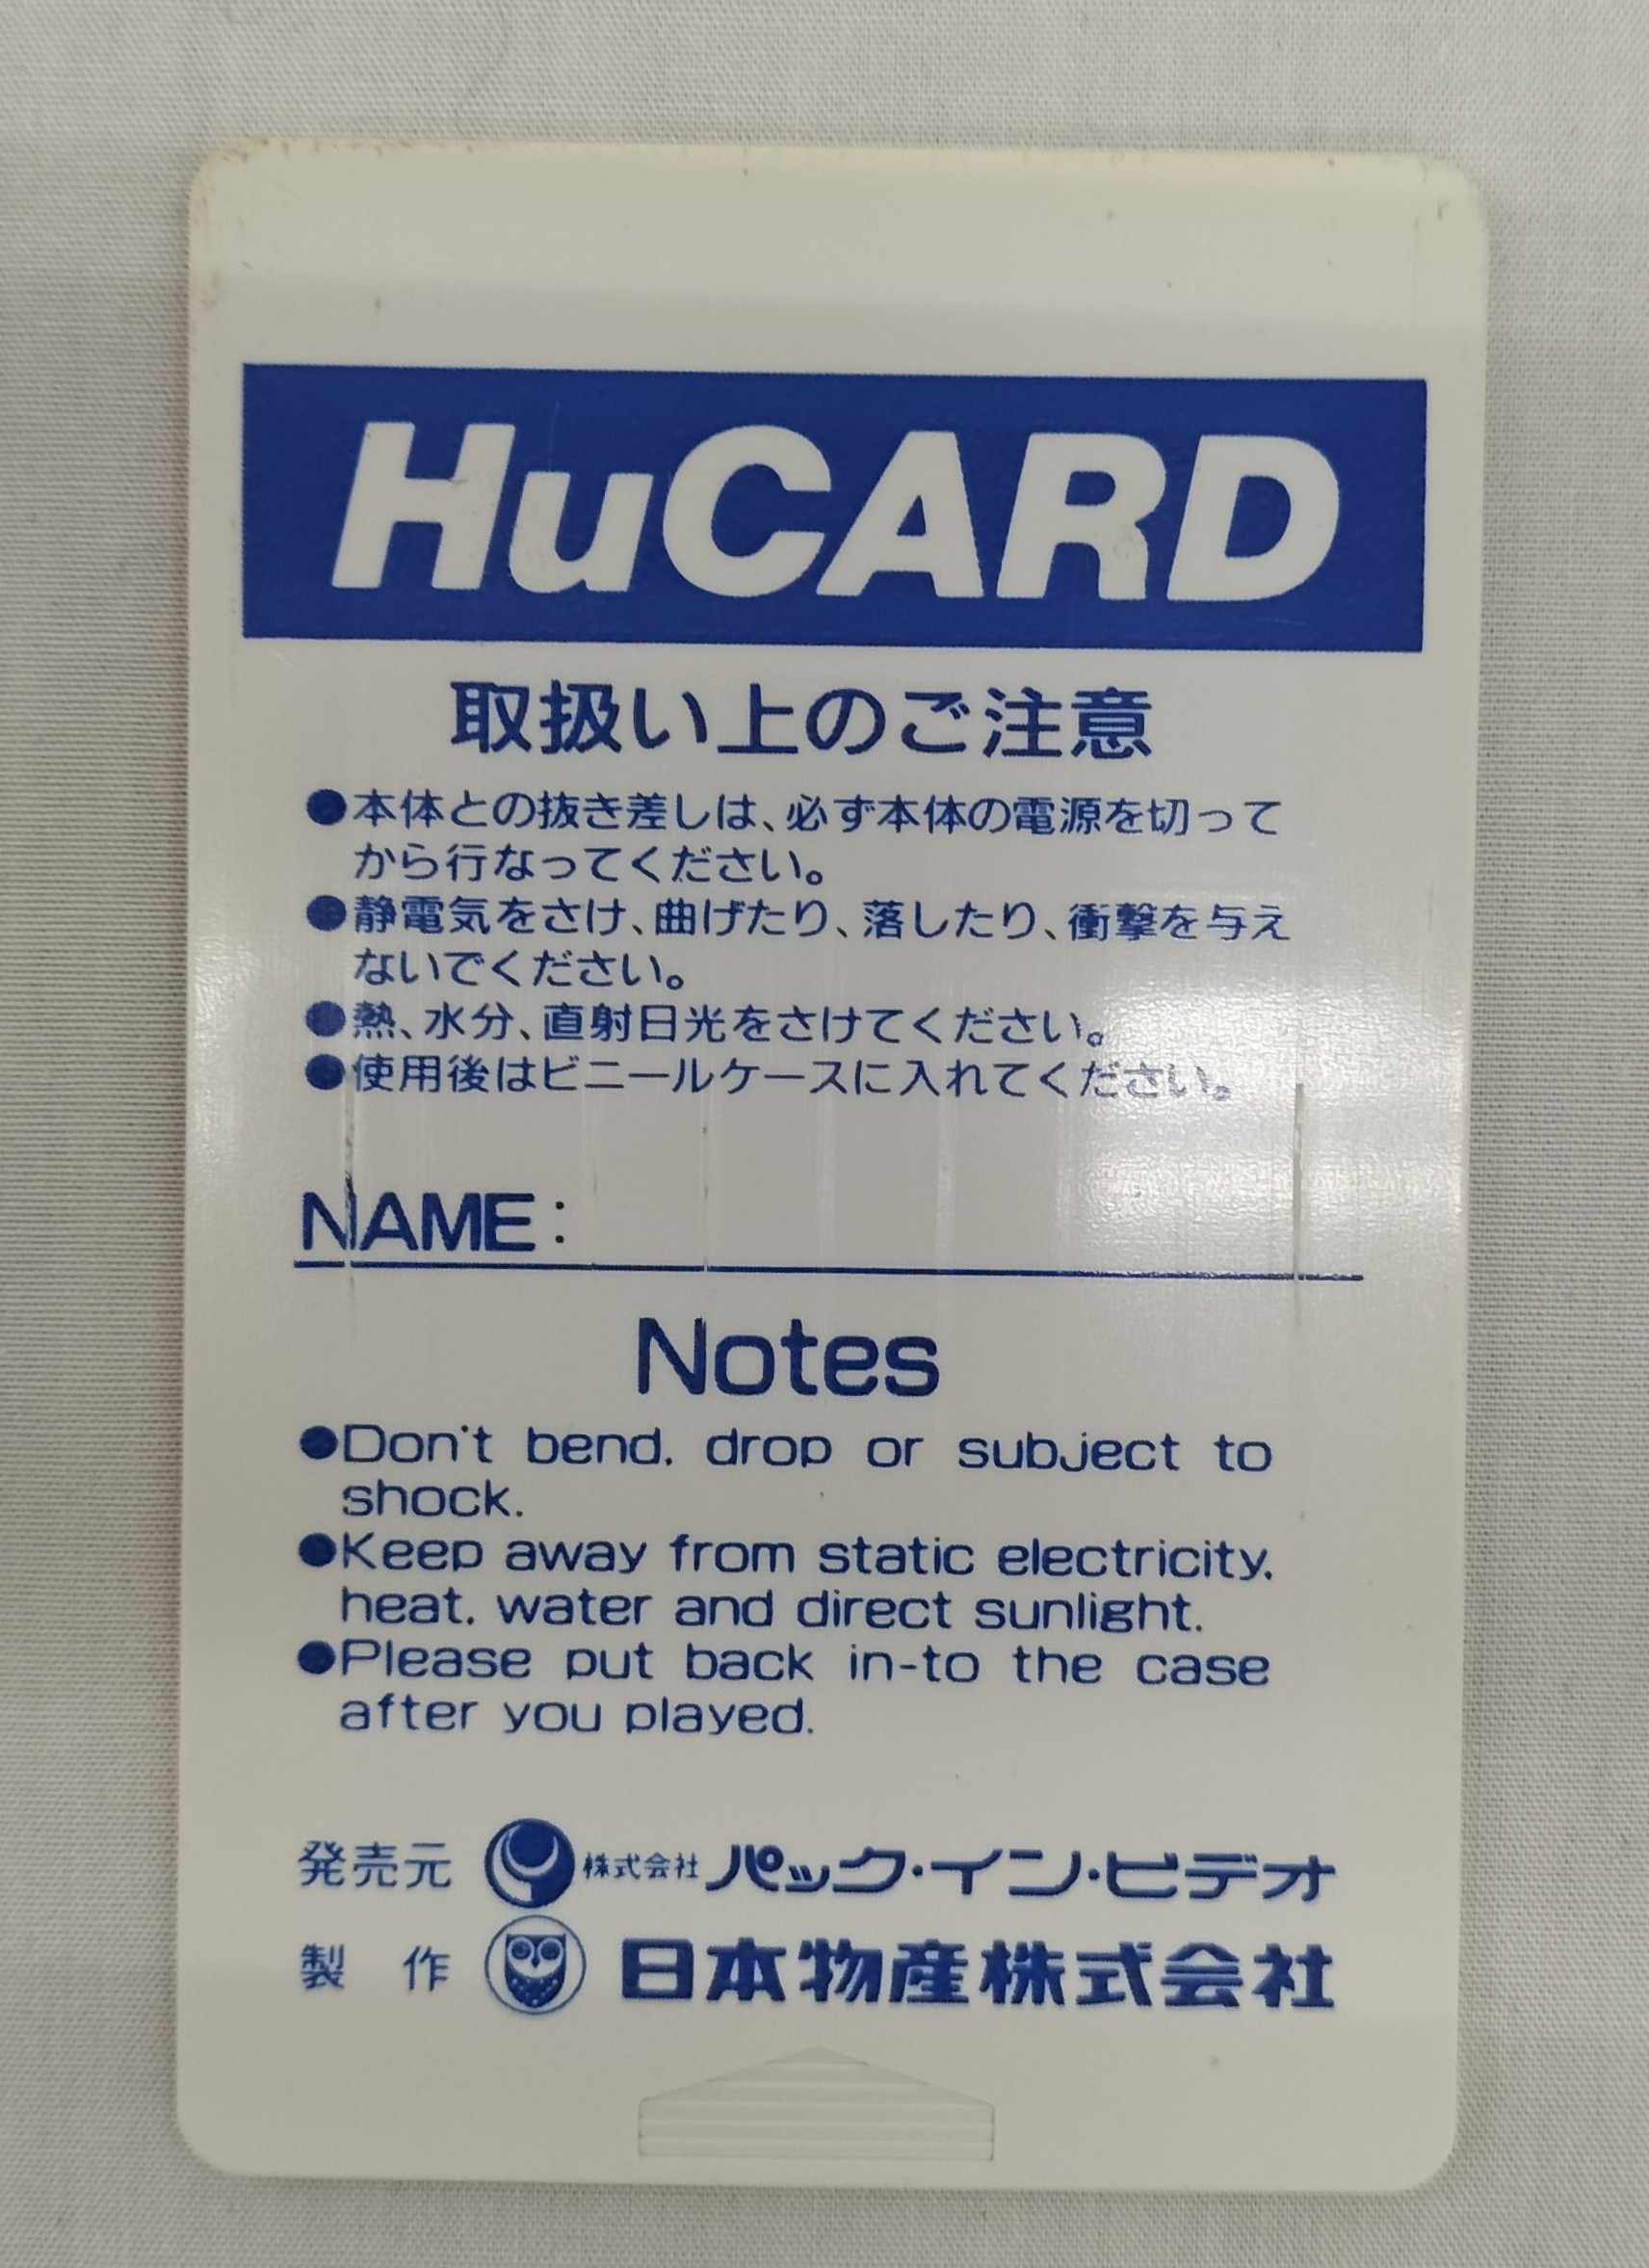 HuCARD
取扱い上のご注意
●本体との抜き差しは、必ず本体の電源を切って
から行なってください。
●静電気をさけ、曲げたり、落したり、衝撃を与え
ないでください。
●熱、水分、直射日光をさけてください。
●使用後はビニールケースに入れてください。
NAME:
Notes
●Don't bend, drop or subject to
shock.
●Keep away from static electricity,
heat, water and direct sunlight.
●Please put back in-to the case
after you played.
発売元 株式会社 パック・イン・ビデオ
製 作 日本物産株式会社